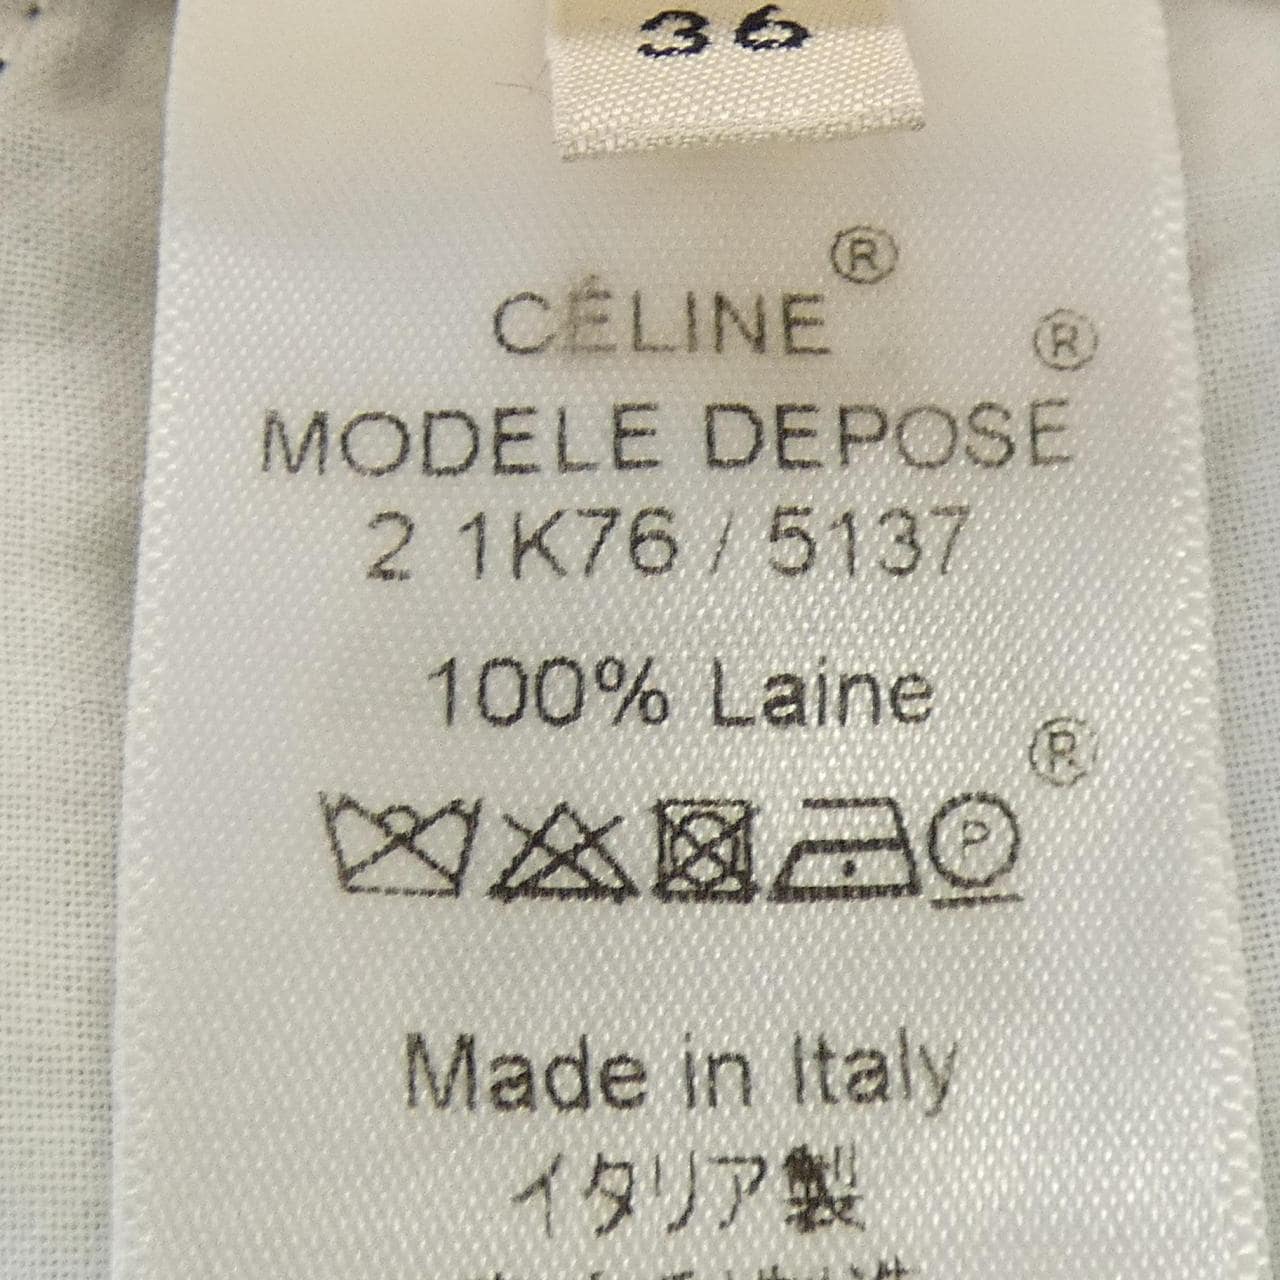 36
CÉLINE ®
MODELE DEPOSE ®
2 1K76 / 5137
100% Laine
®
P
Made in Italy
イタリア製